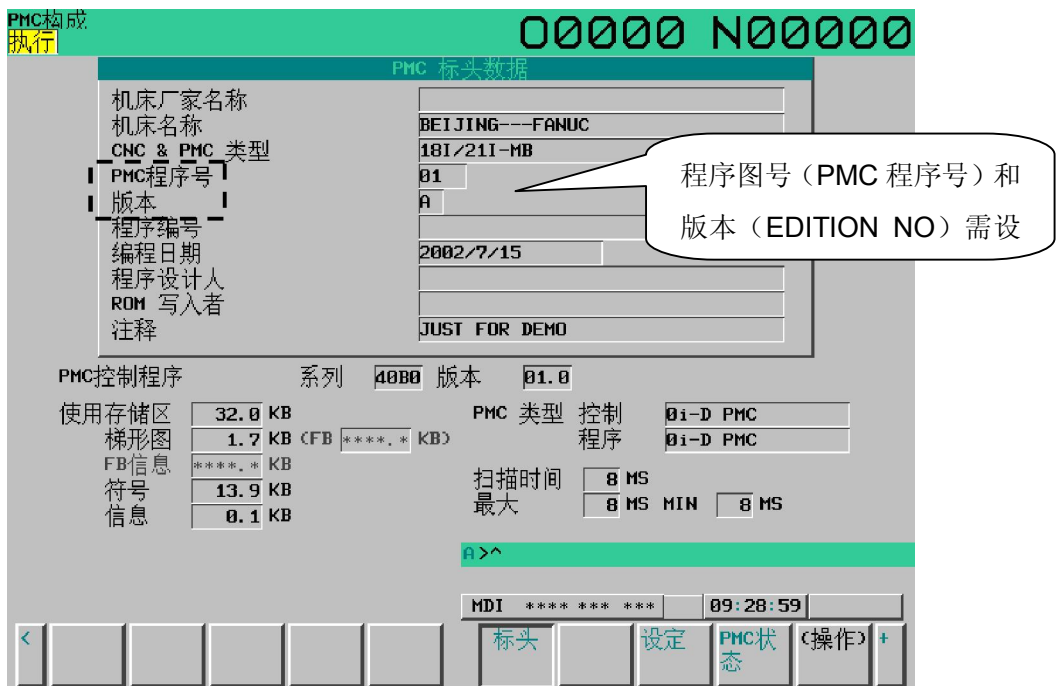 PMC构成
执行
O0000 N00000
PMC 标头数据
机床厂家名称
机床名称 BEIJING---FANUC
CNC & PMC 类型 18I/21I-MB
PMC程序号 01
版本 A
程序编号
编程日期 2002/7/15
程序设计人
ROM 写入者
注释 JUST FOR DEMO
程序图号（PMC 程序号）和
版本（EDITION NO）需设
PMC控制程序 系列 40B0 版本 01.0
使用存储区 32.0 KB PMC 类型 控制 0i-D PMC
梯形图 1.7 KB (FB ****.* KB) 程序 0i-D PMC
FB信息 ****.* KB
扫描时间 8 MS
符号 13.9 KB
最大 8 MS MIN 8 MS
信息 0.1 KB
A>^
MDI **** *** *** 09:28:59
< 标头 设定 PMC状态 (操作) +